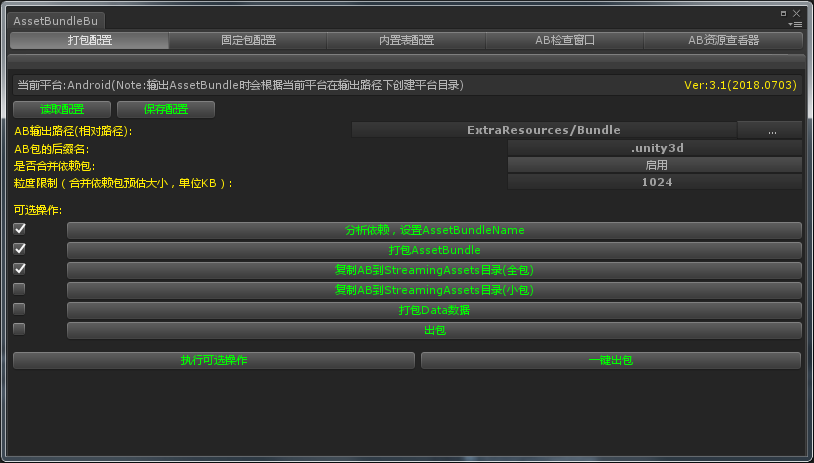 AssetBundleBu
打包配置 固定包配置 内置表配置 AB检查窗口 AB资源查看器
当前平台:Android(Note:输出AssetBundle时会根据当前平台在输出路径下创建平台目录) Ver:3.1(2018.0703)
读取配置 保存配置
AB输出路径(相对路径): ExtraResources/Bundle ...
AB包的后缀名: .unity3d
是否合并依赖包: 启用
粒度限制（合并依赖包预估大小，单位KB）: 1024
可选操作:
分析依赖，设置AssetBundleName
打包AssetBundle
复制AB到StreamingAssets目录(全包)
复制AB到StreamingAssets目录(小包)
打包Data数据
出包
执行可选操作 一键出包